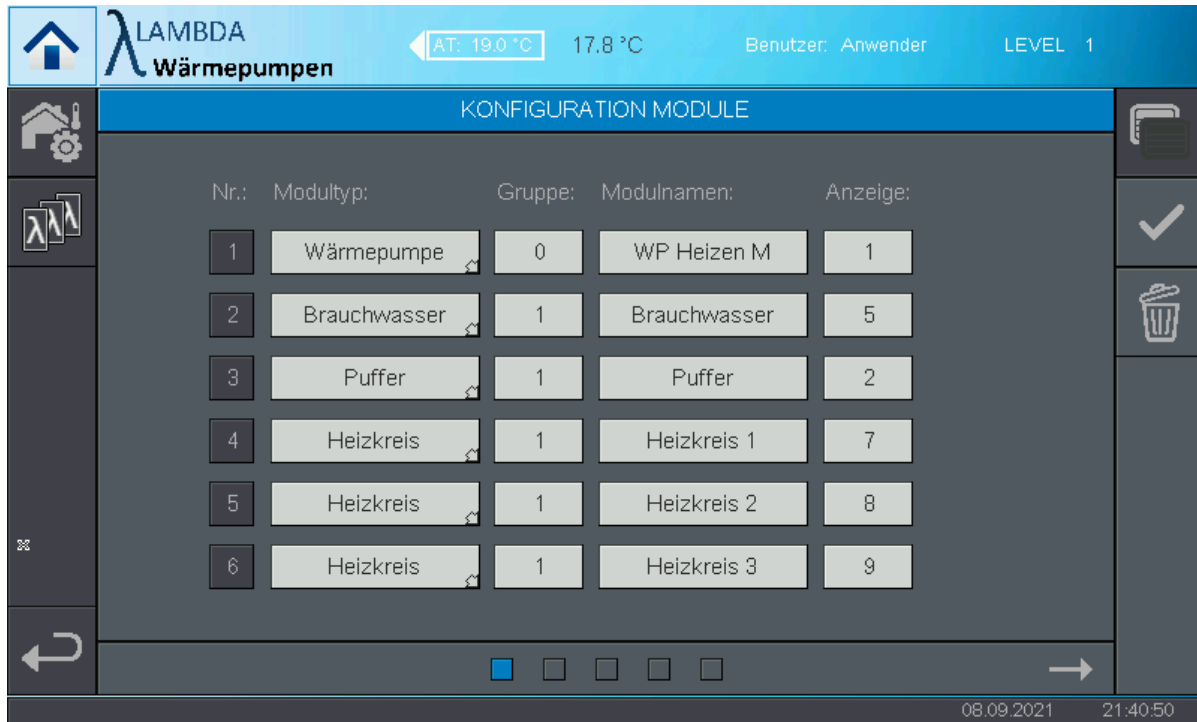 LAMBDA
Wärmepumpen
AT: 19.0 °C 17.8 °C Benutzer: Anwender LEVEL 1
KONFIGURATION MODULE
Nr.: Modultyp: Gruppe: Modulnamen: Anzeige:
1 Wärmepumpe 0 WP Heizen M 1
2 Brauchwasser 1 Brauchwasser 5
3 Puffer 1 Puffer 2
4 Heizkreis 1 Heizkreis 1 7
5 Heizkreis 1 Heizkreis 2 8
6 Heizkreis 1 Heizkreis 3 9
08.09.2021 21:40:50